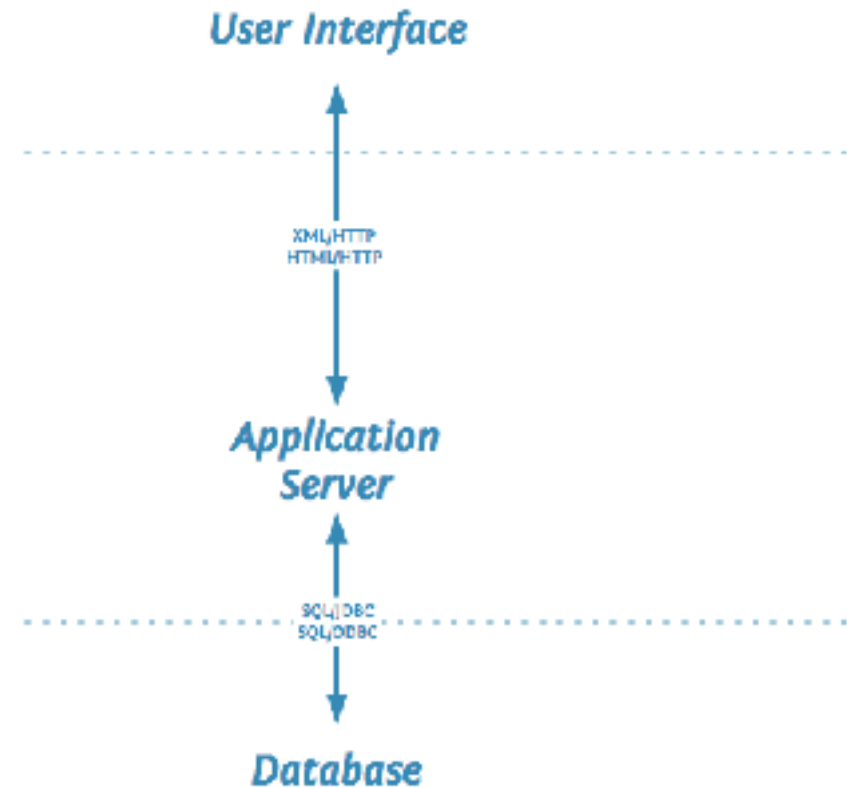 User Interface
XML/HTTP
HTML/HTTP
Application
Server
SQL/JDBC
SQL/ODBC
Database